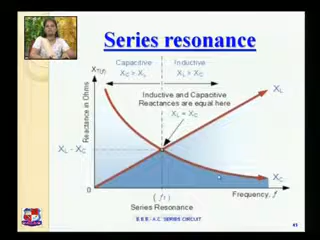 Series resonance
Capacitive
Inductive
XC > XL
XL > XC
XT(f)
Reactance in Ohms
Inductive and Capacitive
Reactances are equal here
XL = XC
XL
XL - XC
XC
0
Frequency, f
( fr )
Series Resonance
E.E.E- A.C. SERIES CIRCUIT